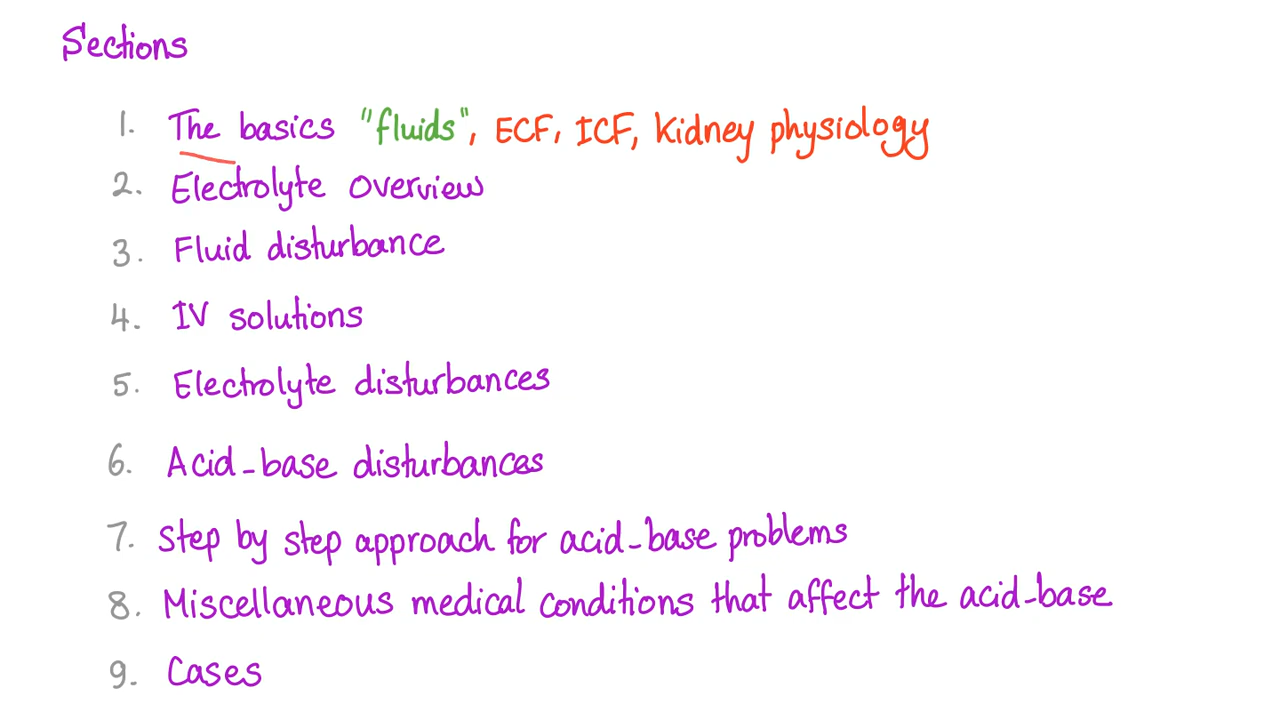 Sections
1. The basics "fluids", ECF, ICF, Kidney physiology
2. Electrolyte overview
3. Fluid disturbance
4. IV solutions
5. Electrolyte disturbances
6. Acid-base disturbances
7. Step by step approach for acid-base problems
8. Miscellaneous medical conditions that affect the acid-base
9. Cases